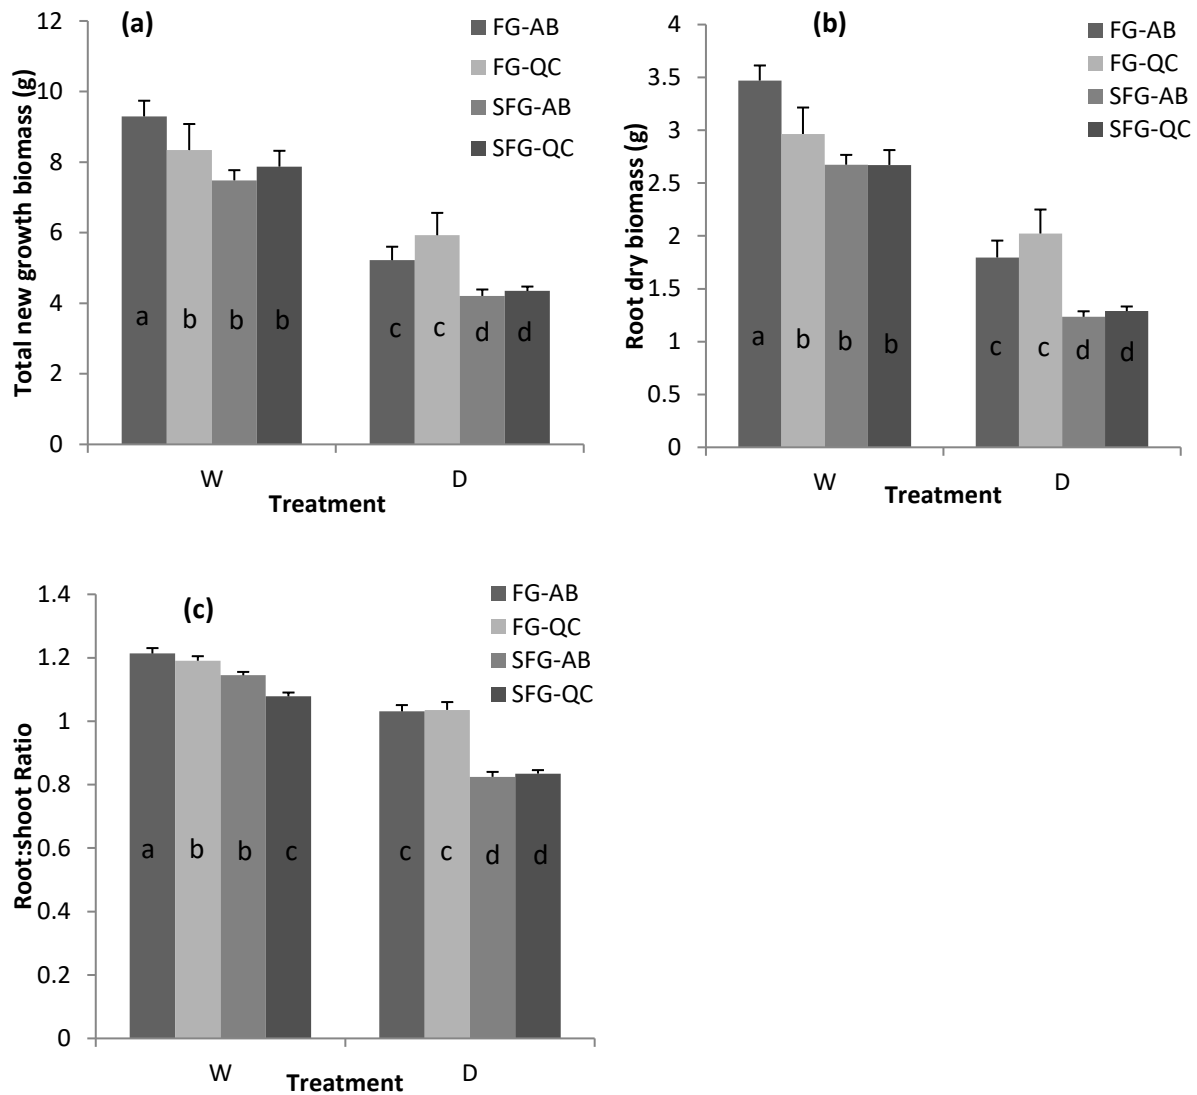 (a)
Total new growth biomass (g)
12
10
8
6
4
2
0
FG-AB
FG-QC
SFG-AB
SFG-QC
a b b b c c d d
W D
Treatment
(b)
Root dry biomass (g)
4
3.5
3
2.5
2
1.5
1
0.5
0
FG-AB
FG-QC
SFG-AB
SFG-QC
a b b b c c d d
W D
Treatment
(c)
Root:shoot Ratio
1.4
1.2
1
0.8
0.6
0.4
0.2
0
FG-AB
FG-QC
SFG-AB
SFG-QC
a b b c c c d d
W D
Treatment